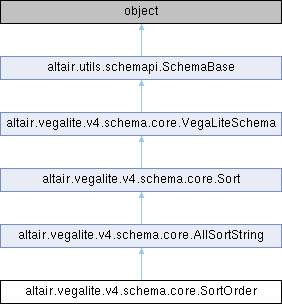 object
altair.utils.schemapi.SchemaBase
altair.vegalite.v4.schema.core.VegaLiteSchema
altair.vegalite.v4.schema.core.Sort
altair.vegalite.v4.schema.core.AllSortString
altair.vegalite.v4.schema.core.SortOrder